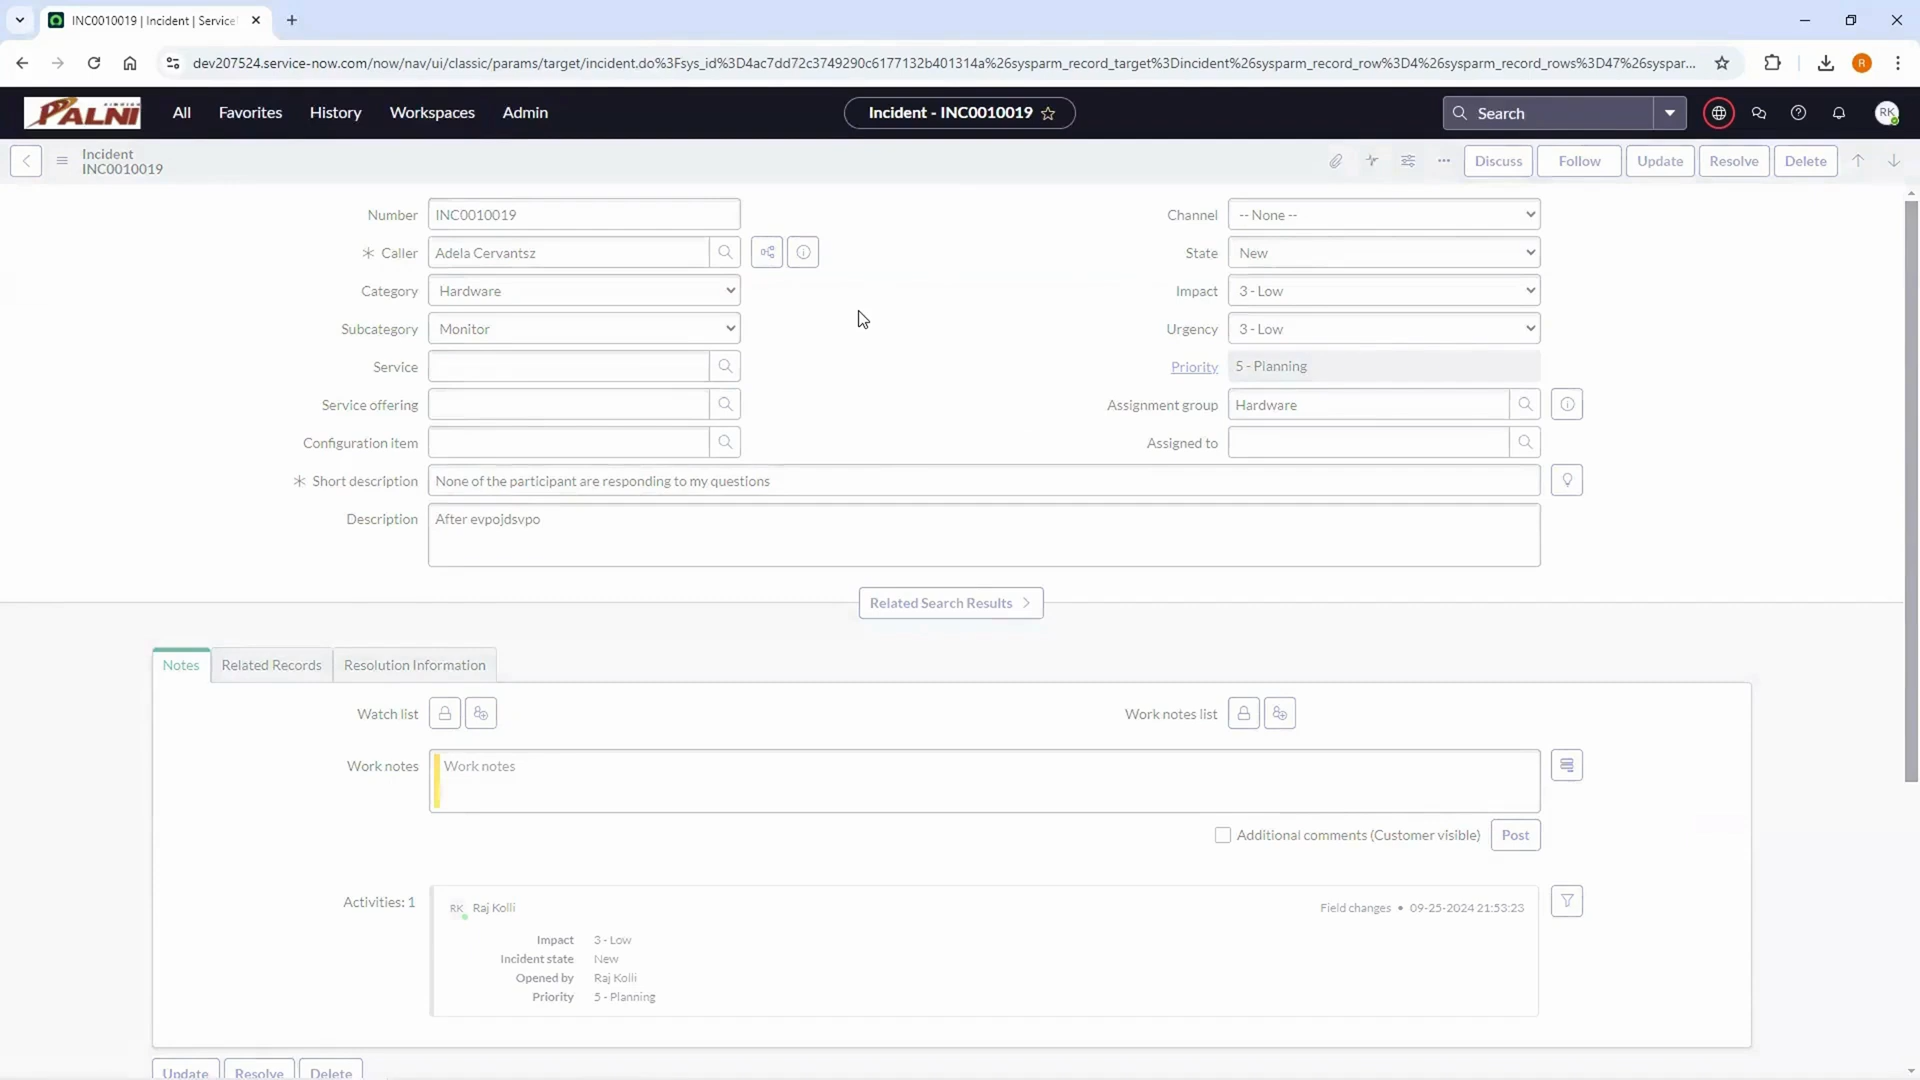 INC0010019 | Incident | Service
dev207524.service-now.com/now/nav/ui/classic/params/target/incident.do%3Fsys_id%3D4ac7dd72c3749290c6177132b401314a%26sysparm_record_target%3Dincident%26sysparm_record_row%3D4%26sysparm_record_rows%3D47%26syspar...
R
PALNI All Favorites History Workspaces Admin Incident - INC0010019 Search RK
Incident
INC0010019
Discuss Follow Update Resolve Delete
Number INC0010019 Channel -- None --
Caller Adela Cervantsz State New
Category Hardware Impact 3 - Low
Subcategory Monitor Urgency 3 - Low
Service Priority 5 - Planning
Service offering Assignment group Hardware
Configuration item Assigned to
Short description None of the participant are responding to my questions
Description After evpojdsvpo
Related Search Results
Notes Related Records Resolution Information
Watch list Work notes list
Work notes Work notes
Additional comments (Customer visible) Post
Activities: 1 RK Raj Kolli Field changes • 09-25-2024 21:53:23
Impact 3 - Low
Incident state New
Opened by Raj Kolli
Priority 5 - Planning
Update Resolve Delete